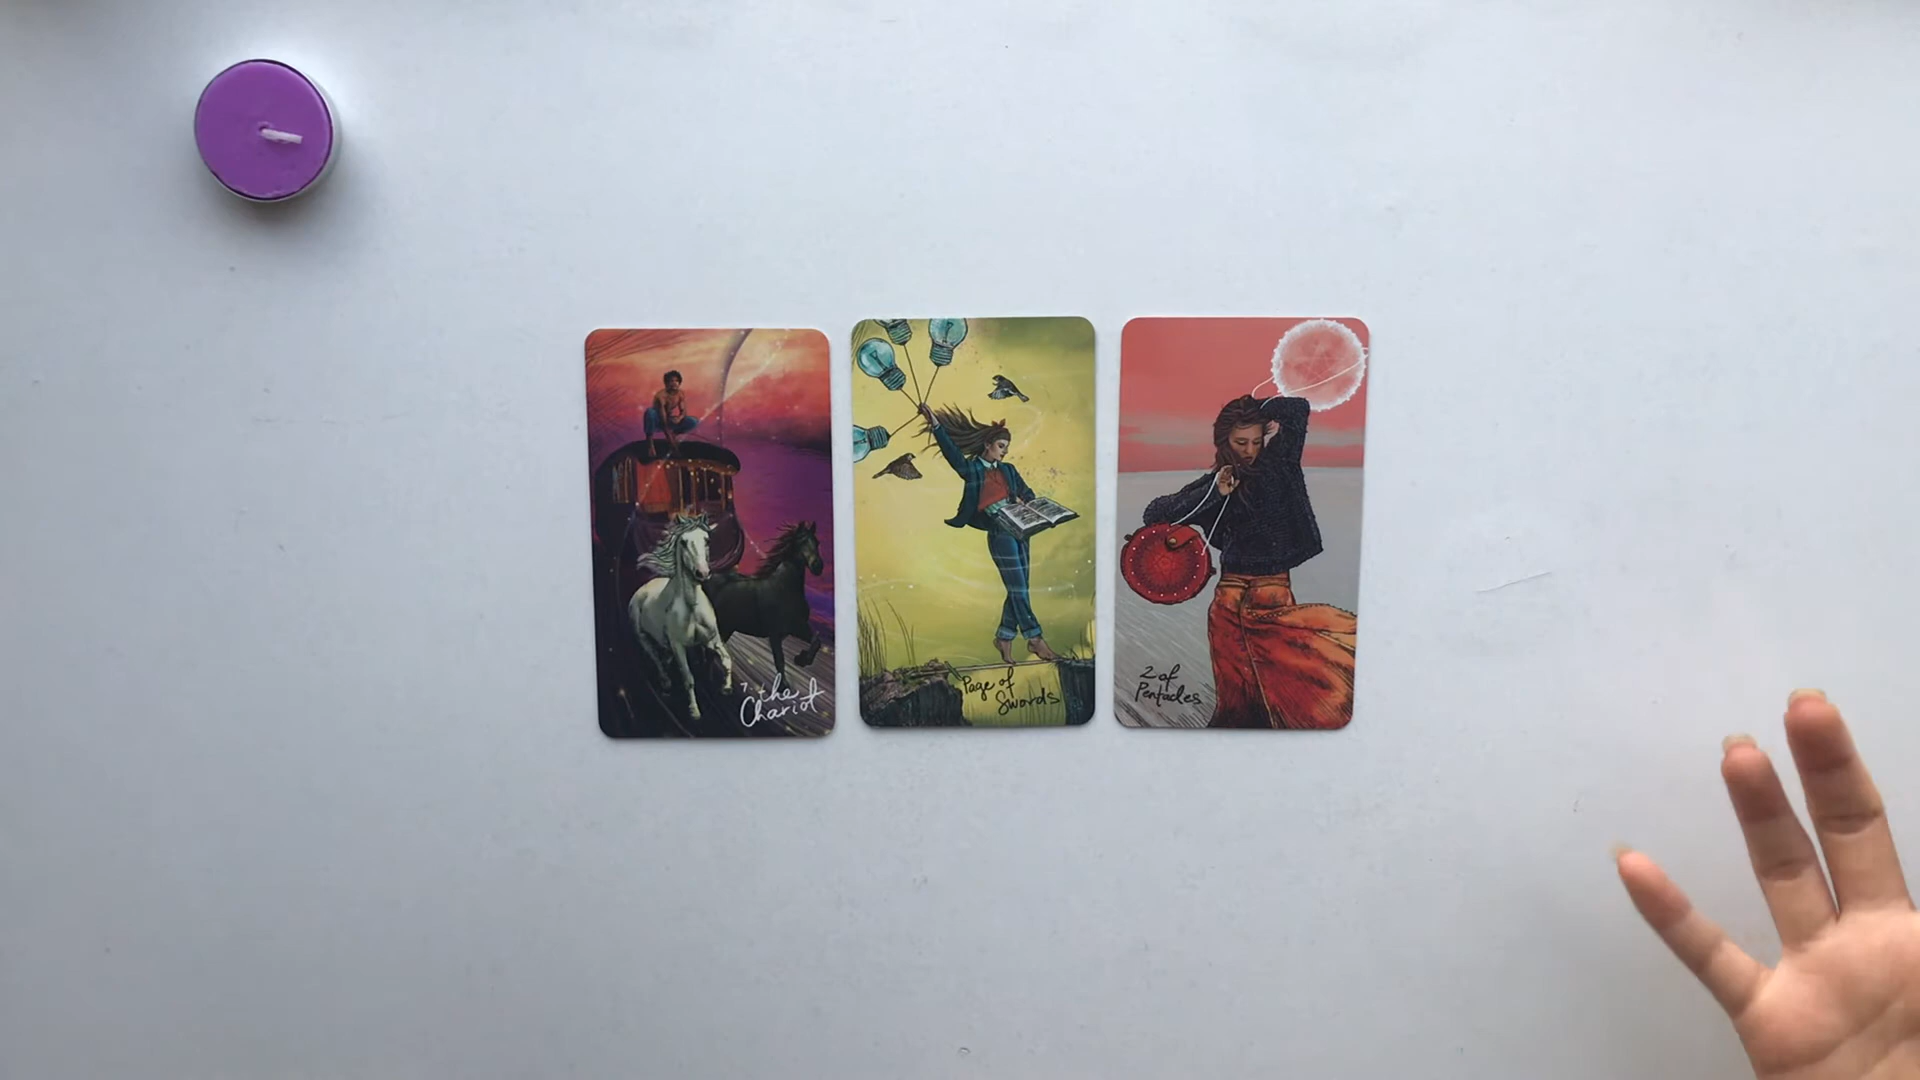 7. the
Chariot
Page of
Swords
2 of
Pentacles